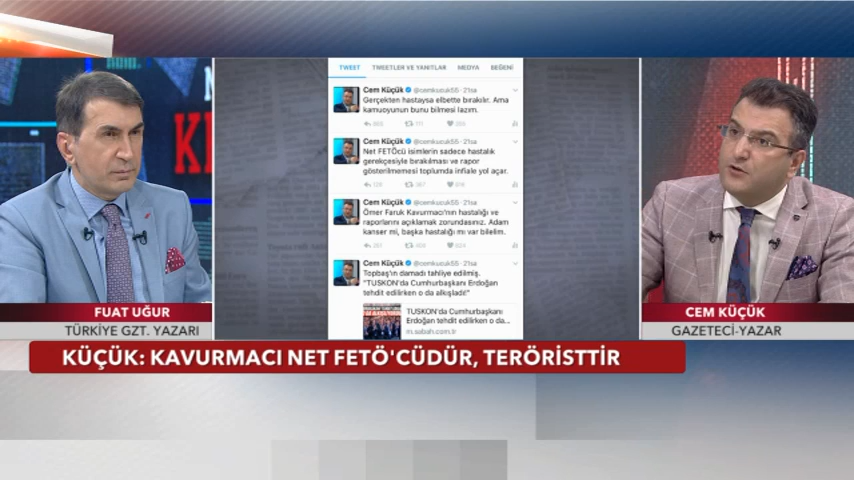 TWEET TWEETLER VE YANITLAR MEDYA BEĞENİ
Cem Küçük @cemkucuk55 · 21sa
Gerçekten hastaysa elbette bırakılır. Ama
kamuoyunun bunu bilmesi lazım.
Cem Küçük @cemkucuk55 · 21sa
Net FETÖcü isimlerin sadece hastalık
gerekçesiyle bırakılması ve rapor
gösterilmemesi toplumda infiale yol açar.
Cem Küçük @cemkucuk55 · 21sa
Ömer Faruk Kavurmacı'nın hastalığı ve
raporlarını açıklamak zorundasınız. Adam
kanser mi, başka hastalığı mı var bilelim.
Cem Küçük @cemkucuk55 · 21sa
Topbaş'ın damadı tahliye edilmiş.
"TUSKON'da Cumhurbaşkanı Erdoğan
tehdit edilirken o da alkışladı!"
TUSKON'da Cumhurbaşkanı
Erdoğan tehdit edilirken o da...
m.sabah.com.tr
FUAT UĞUR
TÜRKİYE GZT. YAZARI
CEM KÜÇÜK
GAZETECİ-YAZAR
KÜÇÜK: KAVURMACI NET FETÖ'CÜDÜR, TERÖRİSTTİR